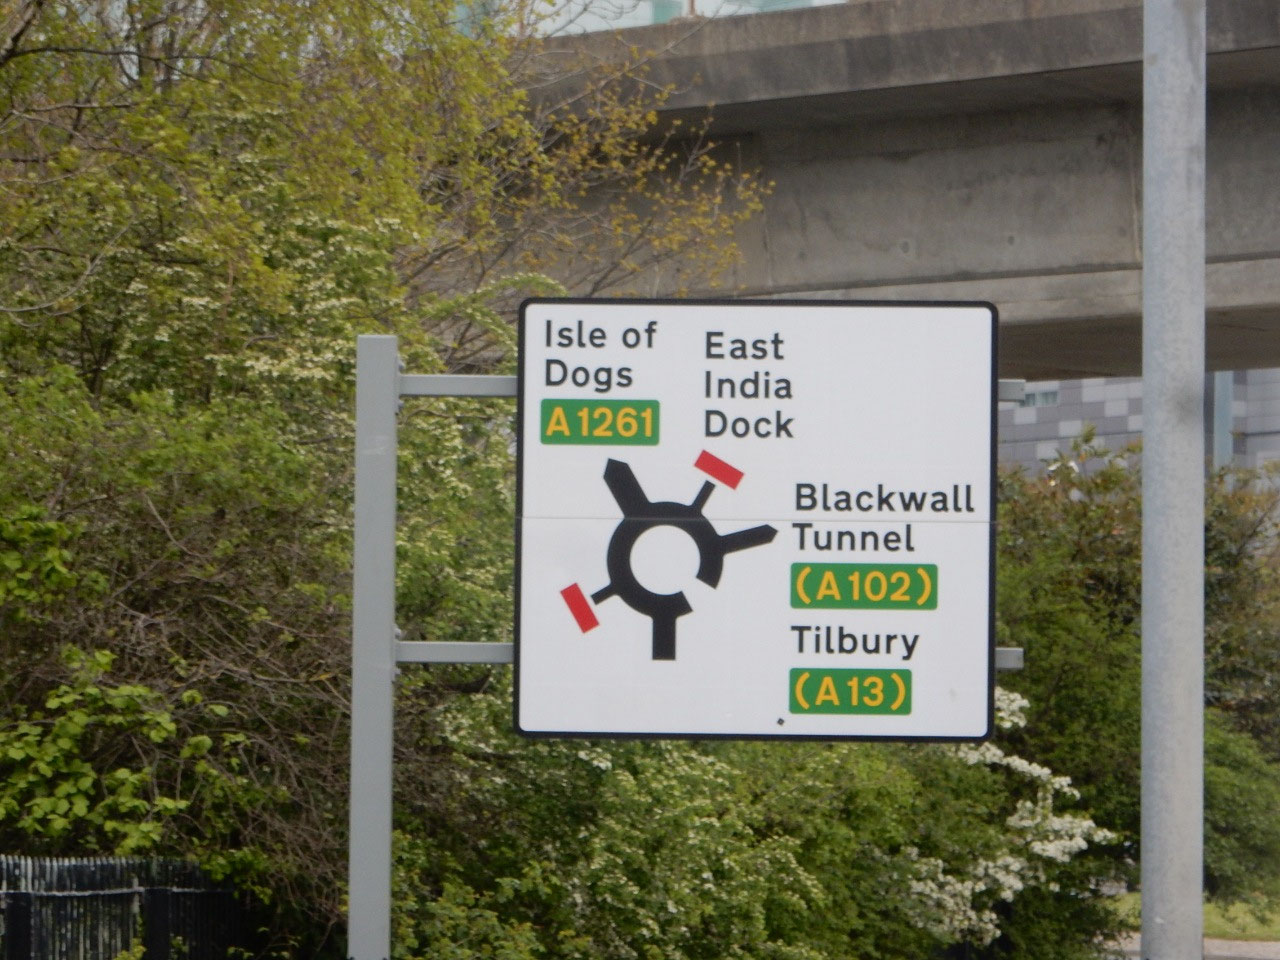 Isle of
Dogs
A1261
East
India
Dock
Blackwall
Tunnel
(A102)
Tilbury
(A13)